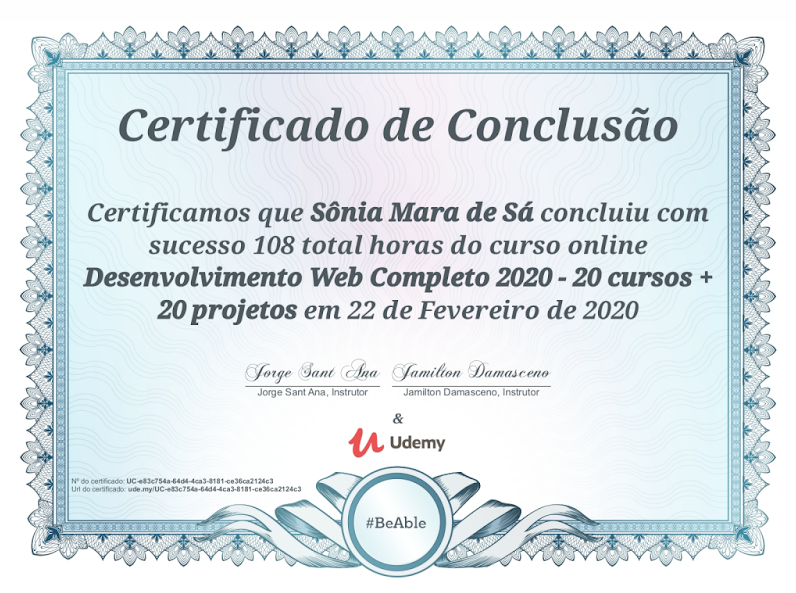 Certificado de Conclusão
Certificamos que Sônia Mara de Sá concluiu com
sucesso 108 total horas do curso online
Desenvolvimento Web Completo 2020 - 20 cursos +
20 projetos em 22 de Fevereiro de 2020
Jorge Sant Ana Jamilton Damasceno
Jorge Sant Ana, Instrutor Jamilton Damasceno, Instrutor
&
Udemy
Nº do certificado: UC-e83c754a-64d4-4ca3-8181-ce36ca2124c3
Url do certificado: ude.my/UC-e83c754a-64d4-4ca3-8181-ce36ca2124c3
#BeAble